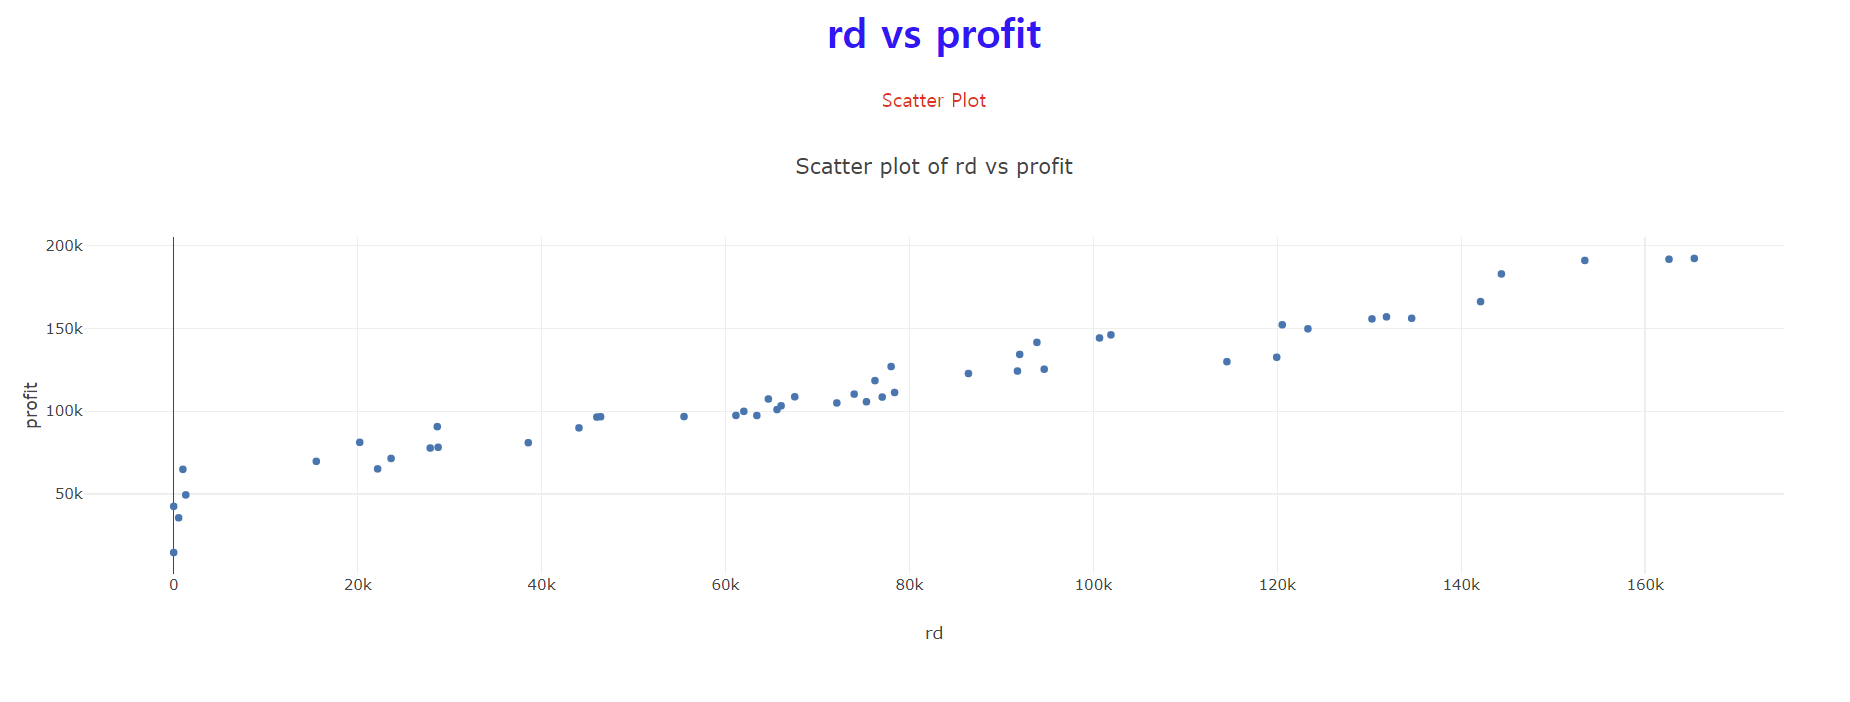 rd vs profit
Scatter Plot
Scatter plot of rd vs profit
200k
150k
100k
50k
profit
0 20k 40k 60k 80k 100k 120k 140k 160k
rd